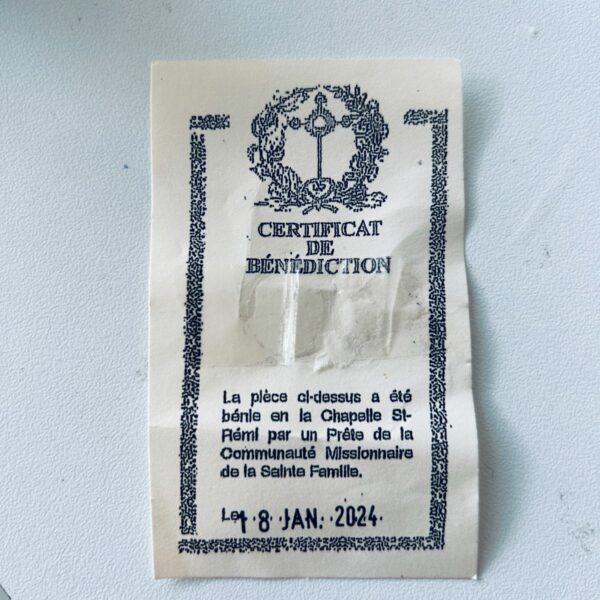 CERTIFICAT
DE
BÉNÉDICTION
La pièce ci-dessus a été
bénie en la Chapelle St-
Rémi par un Prête de la
Communauté Missionnaire
de la Sainte Famille.
Le 18 JAN. 2024